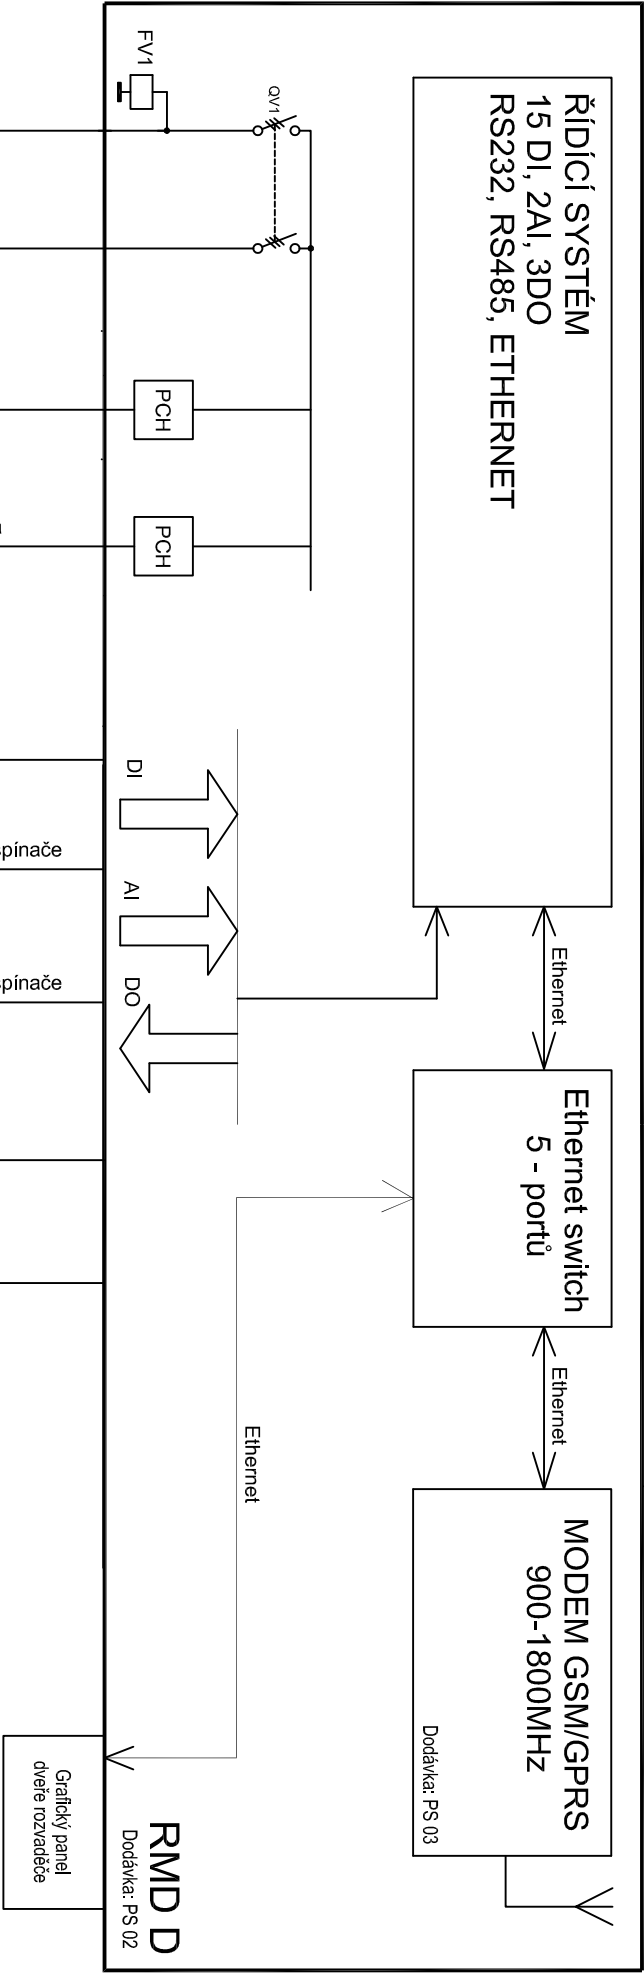 ŘÍDÍCÍ SYSTÉM
15 DI, 2AI, 3DO
RS232, RS485, ETHERNET
Ethernet
Ethernet switch
5 - portů
Ethernet
MODEM GSM/GPRS
900-1800MHz
Dodávka: PS 03
FV1
QV1
PCH
PCH
DI
AI
DO
Ethernet
RMD D
Dodávka: PS 02
Grafický panel
dveře rozvaděče
spínače
spínače